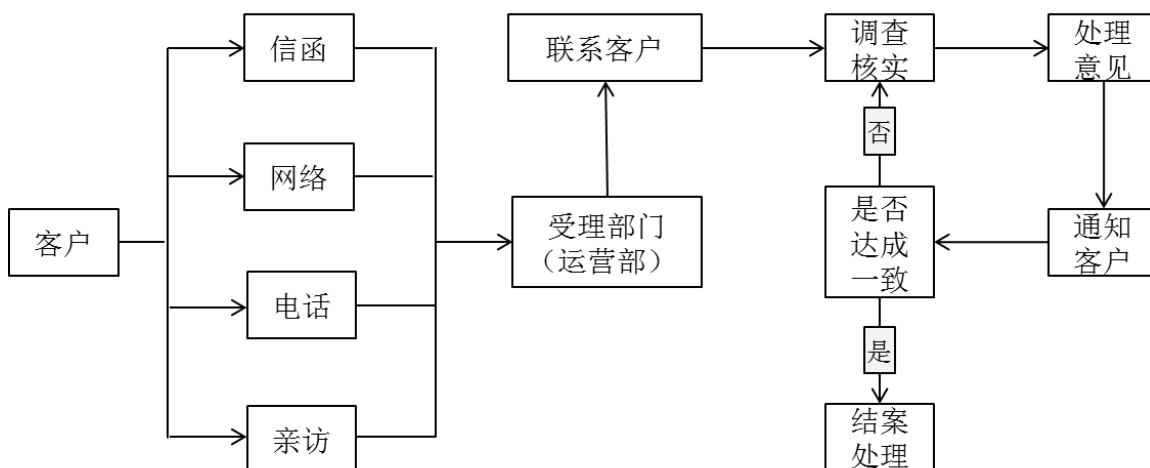 客户
信函
网络
电话
亲访
受理部门
（运营部）
联系客户
调查
核实
处理
意见
通知
客户
是否
达成
一致
否
是
结案
处理